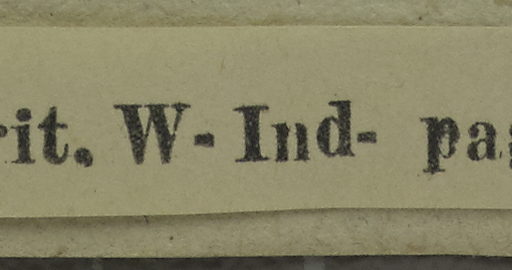 rit. W- Ind- pa